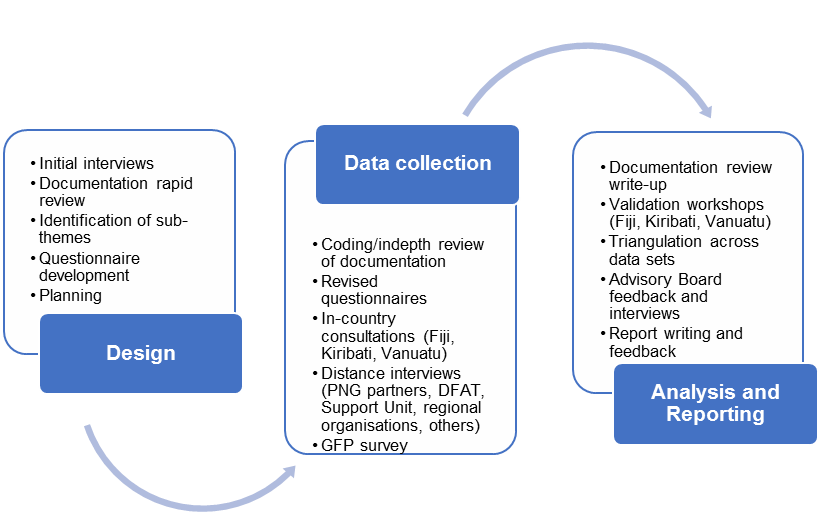 • Initial interviews
• Documentation rapid
review
• Identification of sub-
themes
• Questionnaire
development
• Planning
Design
Data collection
• Coding/indepth review
of documentation
• Revised
questionnaires
• In-country
consultations (Fiji,
Kiribati, Vanuatu)
• Distance interviews
(PNG partners, DFAT,
Support Unit, regional
organisations, others)
• GFP survey
• Documentation review
write-up
• Validation workshops
(Fiji, Kiribati, Vanuatu)
• Triangulation across
data sets
• Advisory Board
feedback and
interviews
• Report writing and
feedback
Analysis and
Reporting